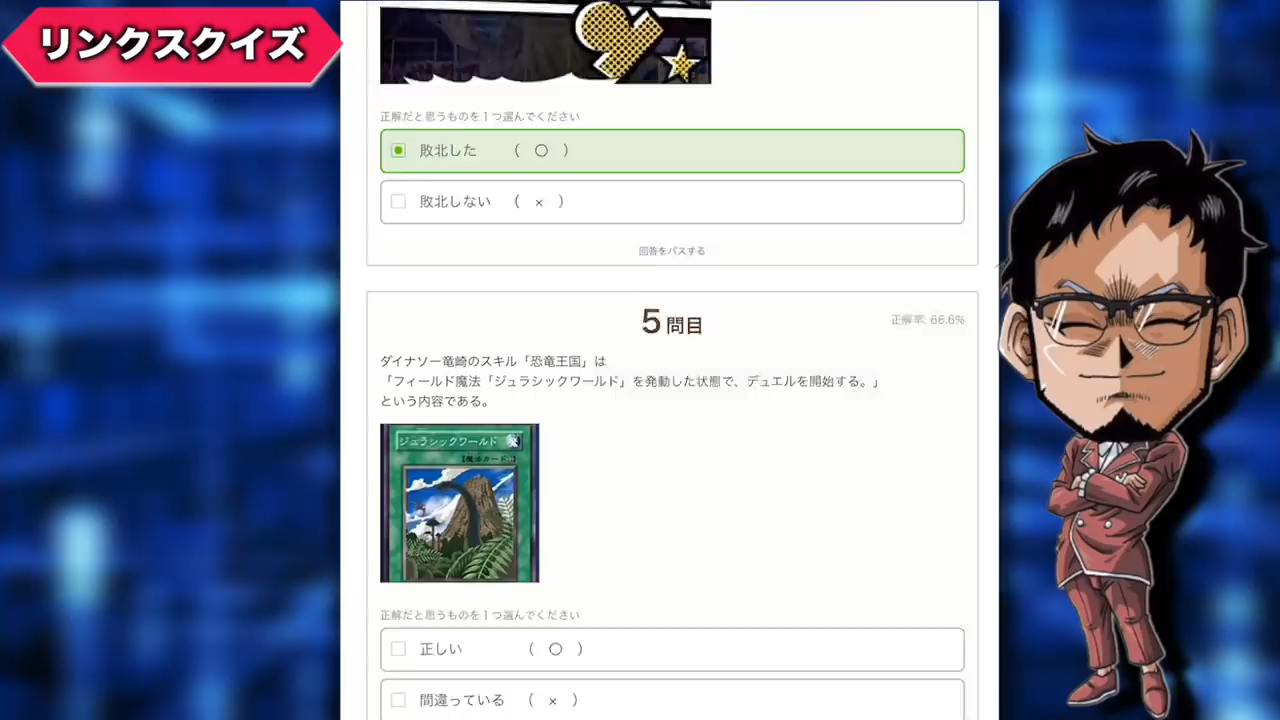 リンクスクイズ
正解だと思うものを1つ選んでください
敗北した （ ○ ）
敗北しない （ × ）
回答をパスする
5問目
正解率: 66.6%
ダイナソー竜崎のスキル「恐竜王国」は
「フィールド魔法「ジュラシックワールド」を発動した状態で、デュエルを開始する。」
という内容である。
ジュラシックワールド
【魔法カード】
正解だと思うものを1つ選んでください
正しい （ ○ ）
間違っている （ × ）